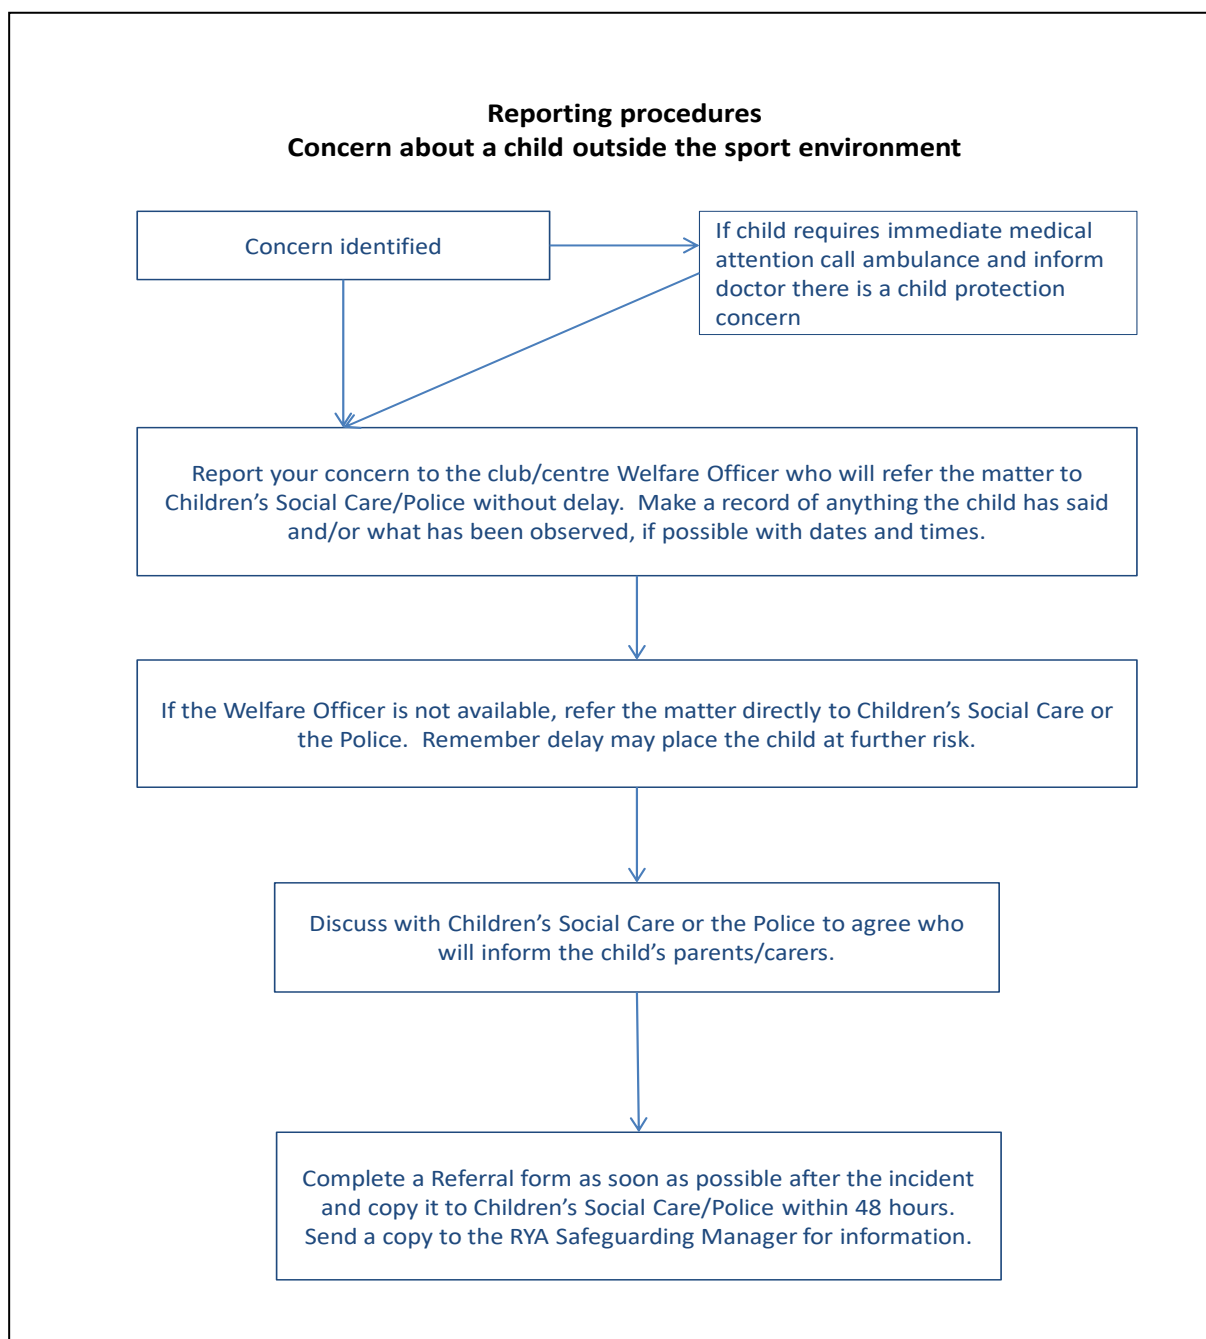 Reporting procedures
Concern about a child outside the sport environment
Concern identified
If child requires immediate medical
attention call ambulance and inform
doctor there is a child protection
concern
Report your concern to the club/centre Welfare Officer who will refer the matter to
Children’s Social Care/Police without delay.  Make a record of anything the child has said
and/or what has been observed, if possible with dates and times.
If the Welfare Officer is not available, refer the matter directly to Children’s Social Care or
the Police.  Remember delay may place the child at further risk.
Discuss with Children’s Social Care or the Police to agree who
will inform the child’s parents/carers.
Complete a Referral form as soon as possible after the incident
and copy it to Children’s Social Care/Police within 48 hours.
Send a copy to the RYA Safeguarding Manager for information.